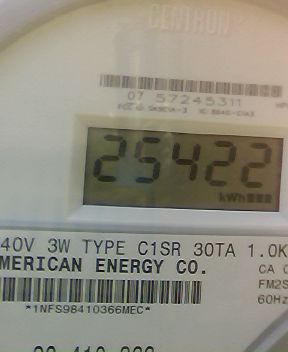 CENTRON
07 57245311
25422
kWh
40V 3W TYPE C1SR 30TA 1.0K
MERICAN ENERGY CO.
CA 0
FM2S
60Hz
*1NFS98410366MEC*